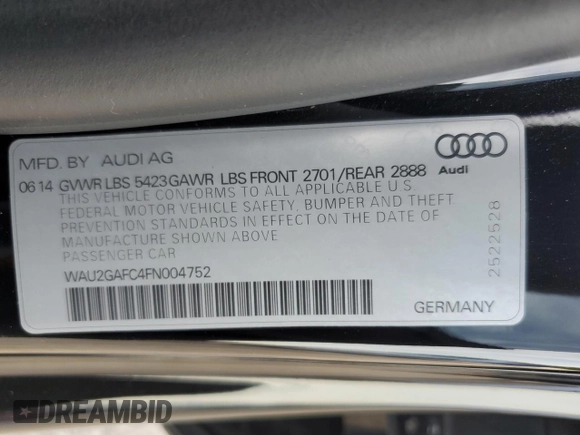 MFD. BY AUDI AG
06 14 GVWR LBS 5423 GAWR LBS FRONT 2701/REAR 2888
THIS VEHICLE CONFORMS TO ALL APPLICABLE U.S
FEDERAL MOTOR VEHICLE SAFETY, BUMPER AND THEFT
PREVENTION STANDARDS IN EFFECT ON THE DATE OF
MANUFACTURE SHOWN ABOVE
PASSENGER CAR
WAU2GAFC4FN004752
GERMANY
Audi
2522528
DREAMBID